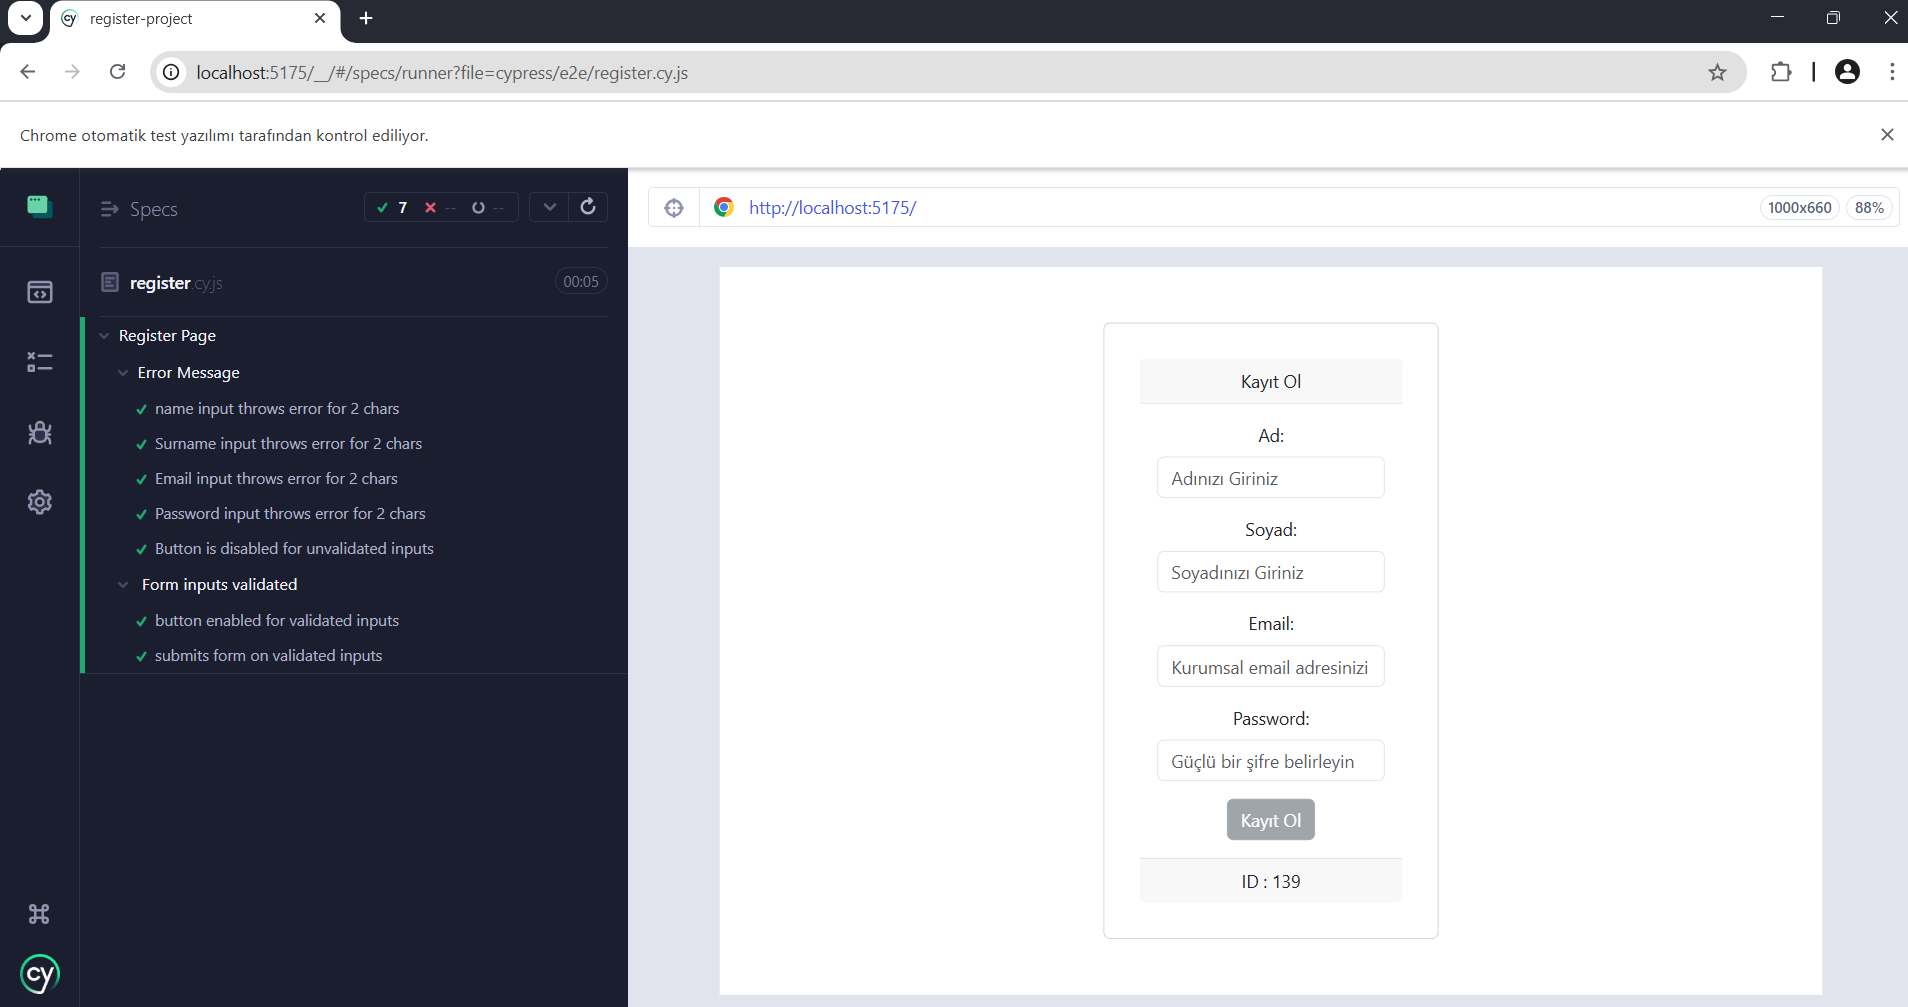 register-project
localhost:5175/__/#/specs/runner?file=cypress/e2e/register.cy.js
Chrome otomatik test yazılımı tarafından kontrol ediliyor.
Specs
7 -- --
register.cy.js 00:05
Register Page
Error Message
name input throws error for 2 chars
Surname input throws error for 2 chars
Email input throws error for 2 chars
Password input throws error for 2 chars
Button is disabled for unvalidated inputs
Form inputs validated
button enabled for validated inputs
submits form on validated inputs
cy
http://localhost:5175/
1000x660 88%
Kayıt Ol
Ad:
Adınızı Giriniz
Soyad:
Soyadınızı Giriniz
Email:
Kurumsal email adresinizi
Password:
Güçlü bir şifre belirleyin
Kayıt Ol
ID : 139